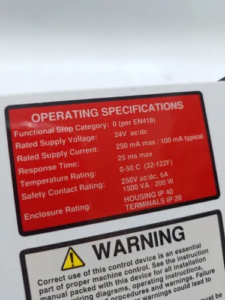 OPERATING SPECIFICATIONS
Functional Stop Category: 0 (per EN418)
Rated Supply Voltage: 24V ac/dc
Rated Supply Current: 250 mA max / 100 mA typical
Response Time: 25 ms max
Temperature Rating: 0-50 C (32-122F)
Safety Contact Rating: 250V ac/dc, 6A
1500 VA / 200 W
Enclosure Rating: HOUSING IP 40
TERMINALS IP 20
WARNING
Correct use of this control device is an essential
part of proper machine control. See the instruction
manual packed with this device for all installation
wiring diagrams, operating instructions,
procedures and warnings. Failure
warnings could lead to
must be